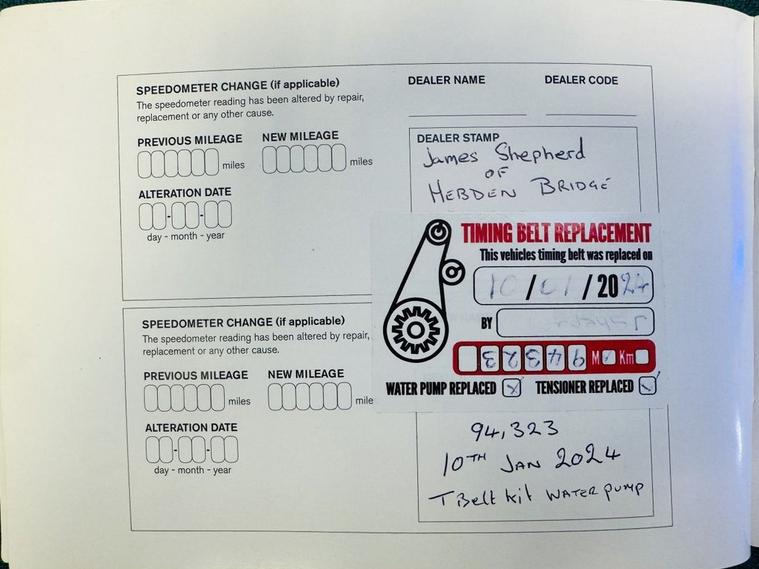 SPEEDOMETER CHANGE (if applicable)
The speedometer reading has been altered by repair,
replacement or any other cause.
PREVIOUS MILEAGE NEW MILEAGE
miles miles
ALTERATION DATE
day - month - year
DEALER NAME DEALER CODE
DEALER STAMP
James Shepherd
OF
HEBDEN BRIDGE
TIMING BELT REPLACEMENT
This vehicles timing belt was replaced on
10/01/2024
BY
M Km
WATER PUMP REPLACED TENSIONER REPLACED
SPEEDOMETER CHANGE (if applicable)
The speedometer reading has been altered by repair,
replacement or any other cause.
PREVIOUS MILEAGE NEW MILEAGE
miles mile
ALTERATION DATE
day - month - year
94,323
10TH JAN 2024
TBelt kit WATER pump